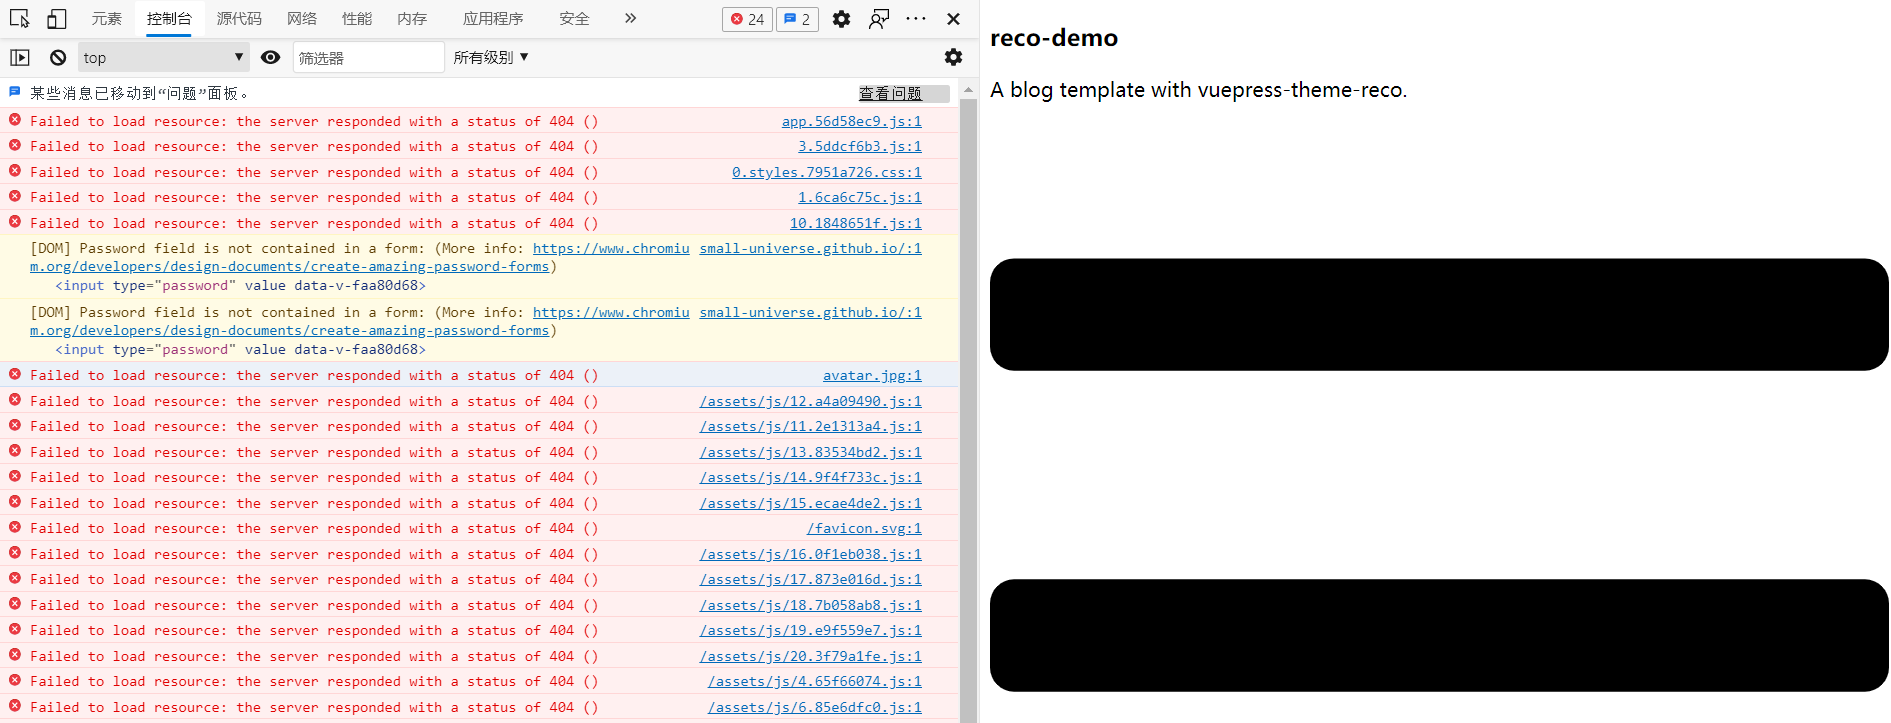 元素 控制台 源代码 网络 性能 内存 应用程序 安全 24 2
top 筛选器 所有级别
某些消息已移动到“问题”面板。 查看问题
Failed to load resource: the server responded with a status of 404 () app.56d58ec9.js:1
Failed to load resource: the server responded with a status of 404 () 3.5ddcf6b3.js:1
Failed to load resource: the server responded with a status of 404 () 0.styles.7951a726.css:1
Failed to load resource: the server responded with a status of 404 () 1.6ca6c75c.js:1
Failed to load resource: the server responded with a status of 404 () 10.1848651f.js:1
[DOM] Password field is not contained in a form: (More info: https://www.chromiu small-universe.github.io/:1
m.org/developers/design-documents/create-amazing-password-forms)
<input type="password" value data-v-faa80d68>
[DOM] Password field is not contained in a form: (More info: https://www.chromiu small-universe.github.io/:1
m.org/developers/design-documents/create-amazing-password-forms)
<input type="password" value data-v-faa80d68>
Failed to load resource: the server responded with a status of 404 () avatar.jpg:1
Failed to load resource: the server responded with a status of 404 () /assets/js/12.a4a09490.js:1
Failed to load resource: the server responded with a status of 404 () /assets/js/11.2e1313a4.js:1
Failed to load resource: the server responded with a status of 404 () /assets/js/13.83534bd2.js:1
Failed to load resource: the server responded with a status of 404 () /assets/js/14.9f4f733c.js:1
Failed to load resource: the server responded with a status of 404 () /assets/js/15.ecae4de2.js:1
Failed to load resource: the server responded with a status of 404 () /favicon.svg:1
Failed to load resource: the server responded with a status of 404 () /assets/js/16.0f1eb038.js:1
Failed to load resource: the server responded with a status of 404 () /assets/js/17.873e016d.js:1
Failed to load resource: the server responded with a status of 404 () /assets/js/18.7b058ab8.js:1
Failed to load resource: the server responded with a status of 404 () /assets/js/19.e9f559e7.js:1
Failed to load resource: the server responded with a status of 404 () /assets/js/20.3f79a1fe.js:1
Failed to load resource: the server responded with a status of 404 () /assets/js/4.65f66074.js:1
Failed to load resource: the server responded with a status of 404 () /assets/js/6.85e6dfc0.js:1
reco-demo
A blog template with vuepress-theme-reco.